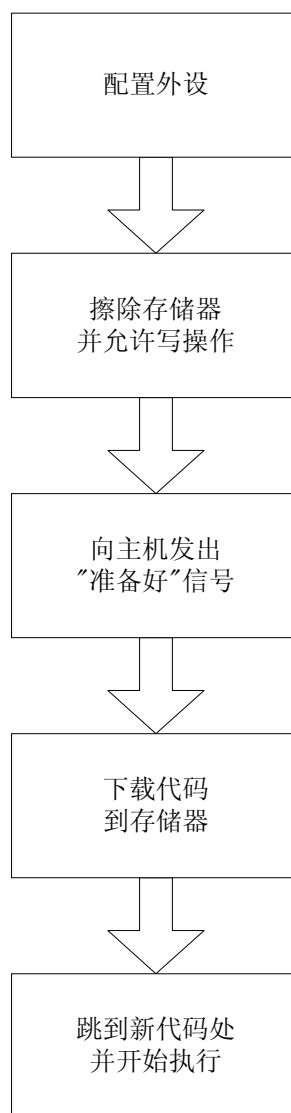 配置外设
擦除存储器
并允许写操作
向主机发出
"准备好"信号
下载代码
到存储器
跳到新代码处
并开始执行